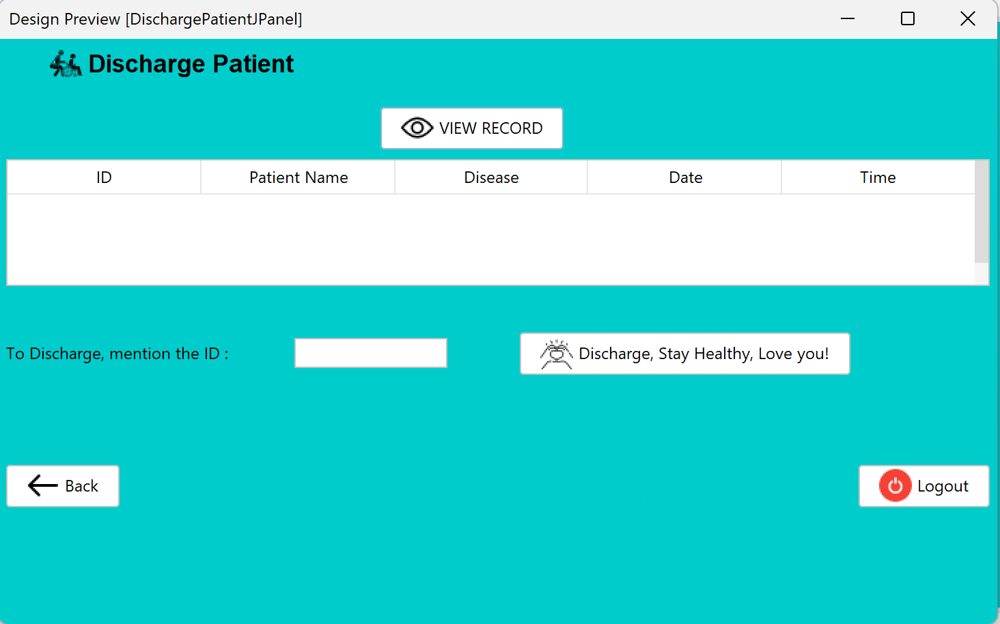 Design Preview [DischargePatientJPanel]
Discharge Patient
VIEW RECORD
ID Patient Name Disease Date Time
To Discharge, mention the ID : Discharge, Stay Healthy, Love you!
Back Logout